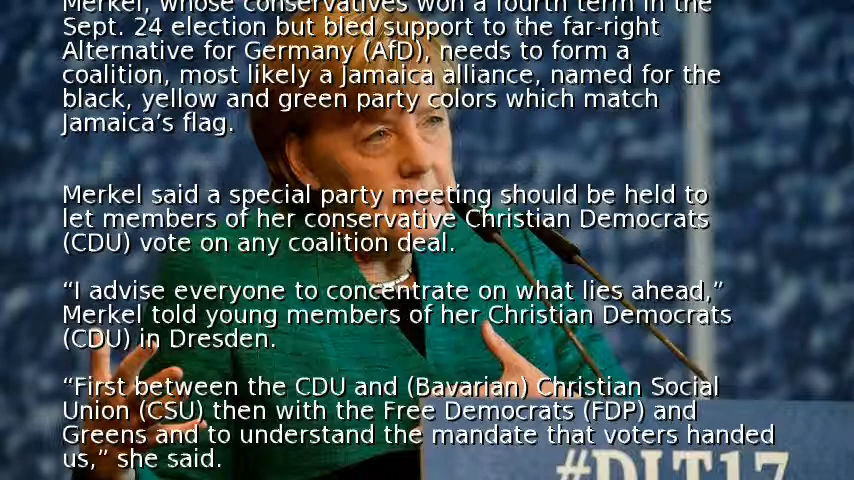 Merkel, whose conservatives won a fourth term in the
Sept. 24 election but bled support to the far-right
Alternative for Germany (AfD), needs to form a
coalition, most likely a Jamaica alliance, named for the
black, yellow and green party colors which match
Jamaica’s flag.
Merkel said a special party meeting should be held to
let members of her conservative Christian Democrats
(CDU) vote on any coalition deal.
“I advise everyone to concentrate on what lies ahead,”
Merkel told young members of her Christian Democrats
(CDU) in Dresden.
“First between the CDU and (Bavarian) Christian Social
Union (CSU) then with the Free Democrats (FDP) and
Greens and to understand the mandate that voters handed
us,” she said.
#DLT17